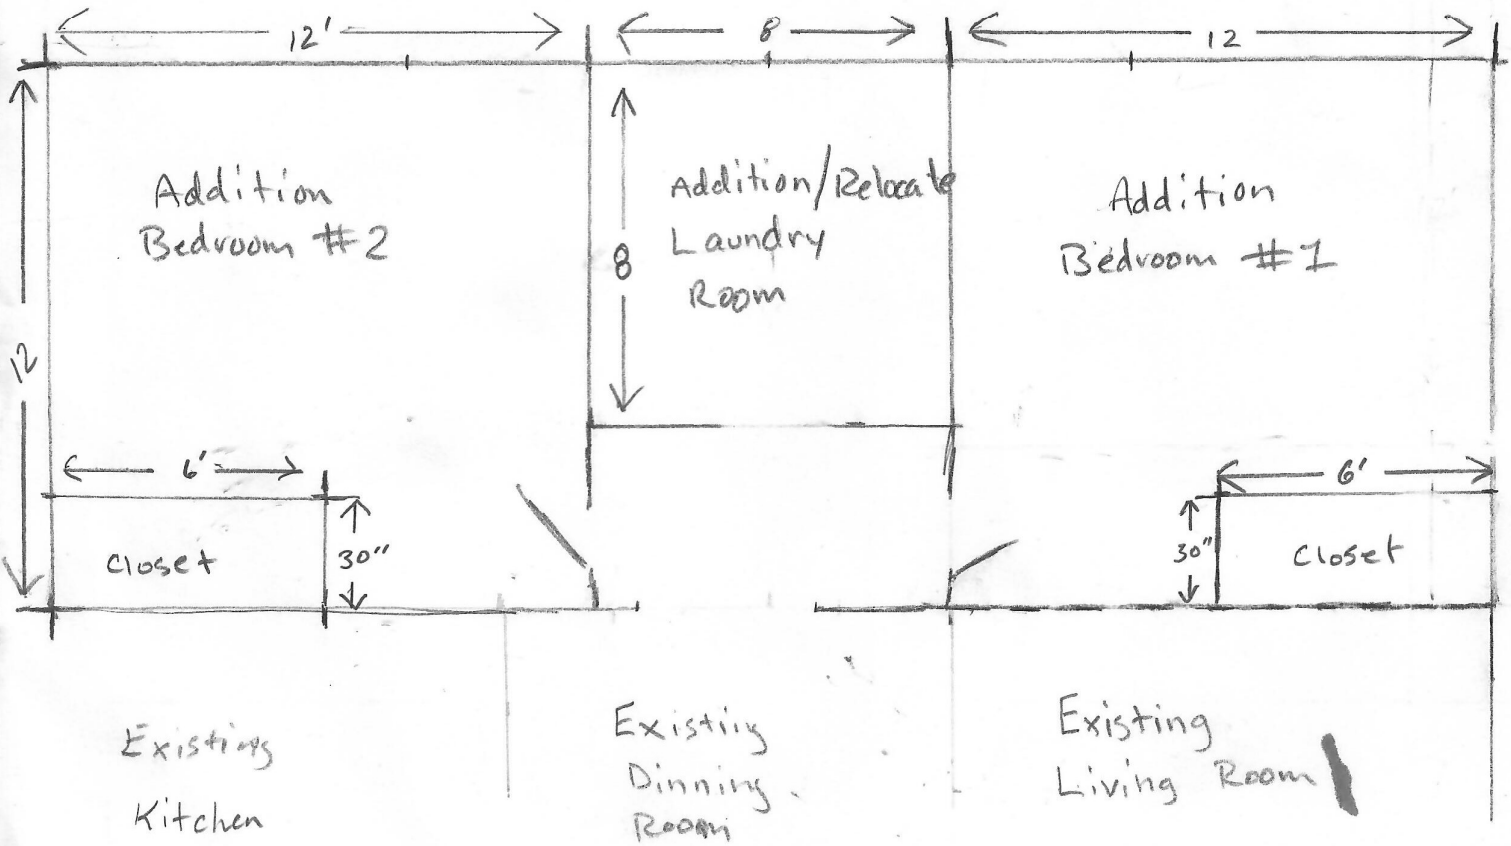 12'
8
12
Addition
Bedroom #2
Addition/Relocate
Laundry
Room
Addition
Bedroom #1
8
12
6'
6'
30"
30"
Closet
Closet
Existing
Kitchen
Existing
Dinning
Room
Existing
Living Room